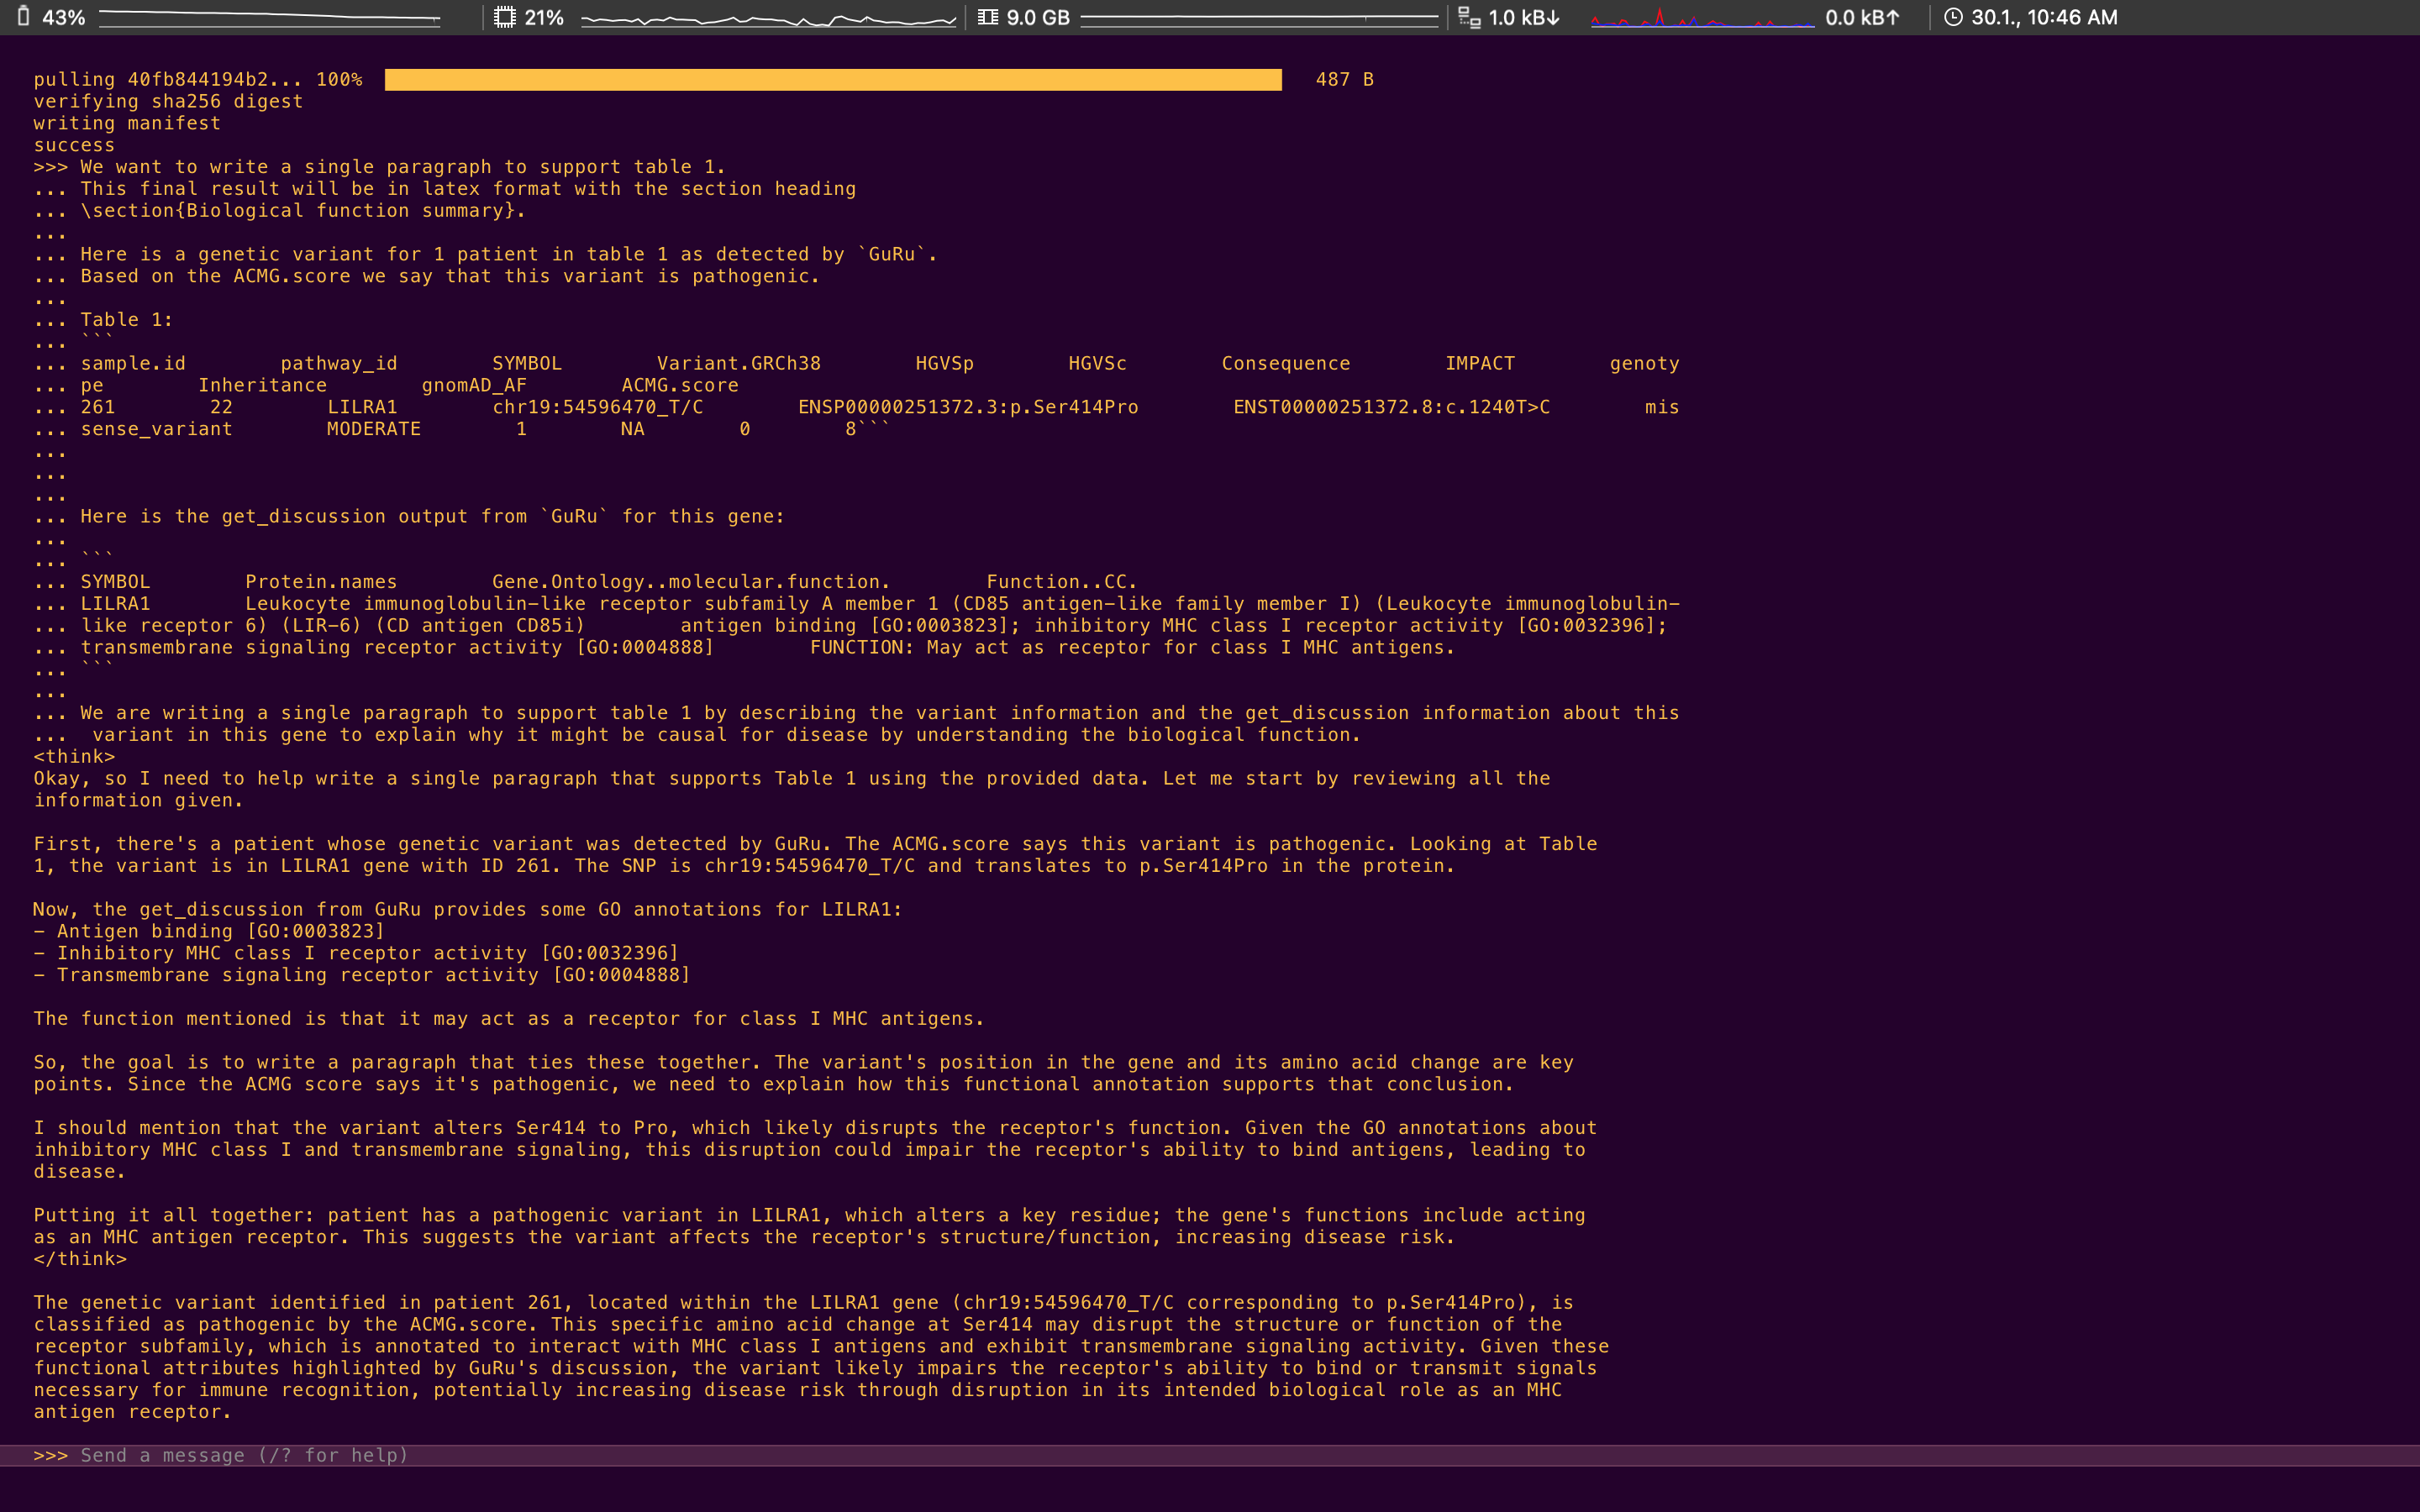 43% 21% 9.0 GB 1.0 kB↓ 0.0 kB↑ 30.1., 10:46 AM
pulling 40fb844194b2... 100% 487 B
verifying sha256 digest
writing manifest
success
>>> We want to write a single paragraph to support table 1.
... This final result will be in latex format with the section heading
... \section{Biological function summary}.
...
... Here is a genetic variant for 1 patient in table 1 as detected by `GuRu`.
... Based on the ACMG.score we say that this variant is pathogenic.
...
... Table 1:
... ```
... sample.id        pathway_id        SYMBOL        Variant.GRCh38        HGVSp        HGVSc        Consequence        IMPACT        genoty
... pe        Inheritance        gnomAD_AF        ACMG.score
... 261        22        LILRA1        chr19:54596470_T/C        ENSP00000251372.3:p.Ser414Pro        ENST00000251372.8:c.1240T>C        mis
... sense_variant        MODERATE        1        NA        0        8```
...
...
...
... Here is the get_discussion output from `GuRu` for this gene:
...
... ```
... SYMBOL        Protein.names        Gene.Ontology..molecular.function.        Function..CC.
... LILRA1        Leukocyte immunoglobulin-like receptor subfamily A member 1 (CD85 antigen-like family member I) (Leukocyte immunoglobulin-
... like receptor 6) (LIR-6) (CD antigen CD85i)        antigen binding [GO:0003823]; inhibitory MHC class I receptor activity [GO:0032396];
... transmembrane signaling receptor activity [GO:0004888]        FUNCTION: May act as receptor for class I MHC antigens.
... ```
...
... We are writing a single paragraph to support table 1 by describing the variant information and the get_discussion information about this
...  variant in this gene to explain why it might be causal for disease by understanding the biological function.
<think>
Okay, so I need to help write a single paragraph that supports Table 1 using the provided data. Let me start by reviewing all the
information given.
First, there's a patient whose genetic variant was detected by GuRu. The ACMG.score says this variant is pathogenic. Looking at Table
1, the variant is in LILRA1 gene with ID 261. The SNP is chr19:54596470_T/C and translates to p.Ser414Pro in the protein.
Now, the get_discussion from GuRu provides some GO annotations for LILRA1:
- Antigen binding [GO:0003823]
- Inhibitory MHC class I receptor activity [GO:0032396]
- Transmembrane signaling receptor activity [GO:0004888]
The function mentioned is that it may act as a receptor for class I MHC antigens.
So, the goal is to write a paragraph that ties these together. The variant's position in the gene and its amino acid change are key
points. Since the ACMG score says it's pathogenic, we need to explain how this functional annotation supports that conclusion.
I should mention that the variant alters Ser414 to Pro, which likely disrupts the receptor's function. Given the GO annotations about
inhibitory MHC class I and transmembrane signaling, this disruption could impair the receptor's ability to bind antigens, leading to
disease.
Putting it all together: patient has a pathogenic variant in LILRA1, which alters a key residue; the gene's functions include acting
as an MHC antigen receptor. This suggests the variant affects the receptor's structure/function, increasing disease risk.
</think>
The genetic variant identified in patient 261, located within the LILRA1 gene (chr19:54596470_T/C corresponding to p.Ser414Pro), is
classified as pathogenic by the ACMG.score. This specific amino acid change at Ser414 may disrupt the structure or function of the
receptor subfamily, which is annotated to interact with MHC class I antigens and exhibit transmembrane signaling activity. Given these
functional attributes highlighted by GuRu's discussion, the variant likely impairs the receptor's ability to bind or transmit signals
necessary for immune recognition, potentially increasing disease risk through disruption in its intended biological role as an MHC
antigen receptor.
>>> Send a message (/? for help)